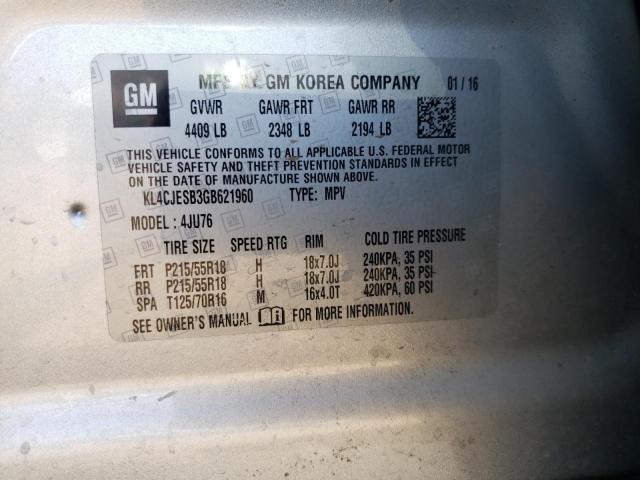 GM MFD BY GM KOREA COMPANY 01 / 16
GVWR GAWR FRT GAWR RR
4409 LB 2348 LB 2194 LB
THIS VEHICLE CONFORMS TO ALL APPLICABLE U.S. FEDERAL MOTOR
VEHICLE SAFETY AND THEFT PREVENTION STANDARDS IN EFFECT
ON THE DATE OF MANUFACTURE SHOWN ABOVE.
KL4CJESB3GB621960 TYPE: MPV
MODEL : 4JU76
TIRE SIZE SPEED RTG RIM COLD TIRE PRESSURE
FRT P215/55R18 H 18x7.0J 240KPA, 35 PSI
RR P215/55R18 H 18x7.0J 240KPA, 35 PSI
SPA T125/70R16 M 16x4.0T 420KPA, 60 PSI
SEE OWNER'S MANUAL FOR MORE INFORMATION